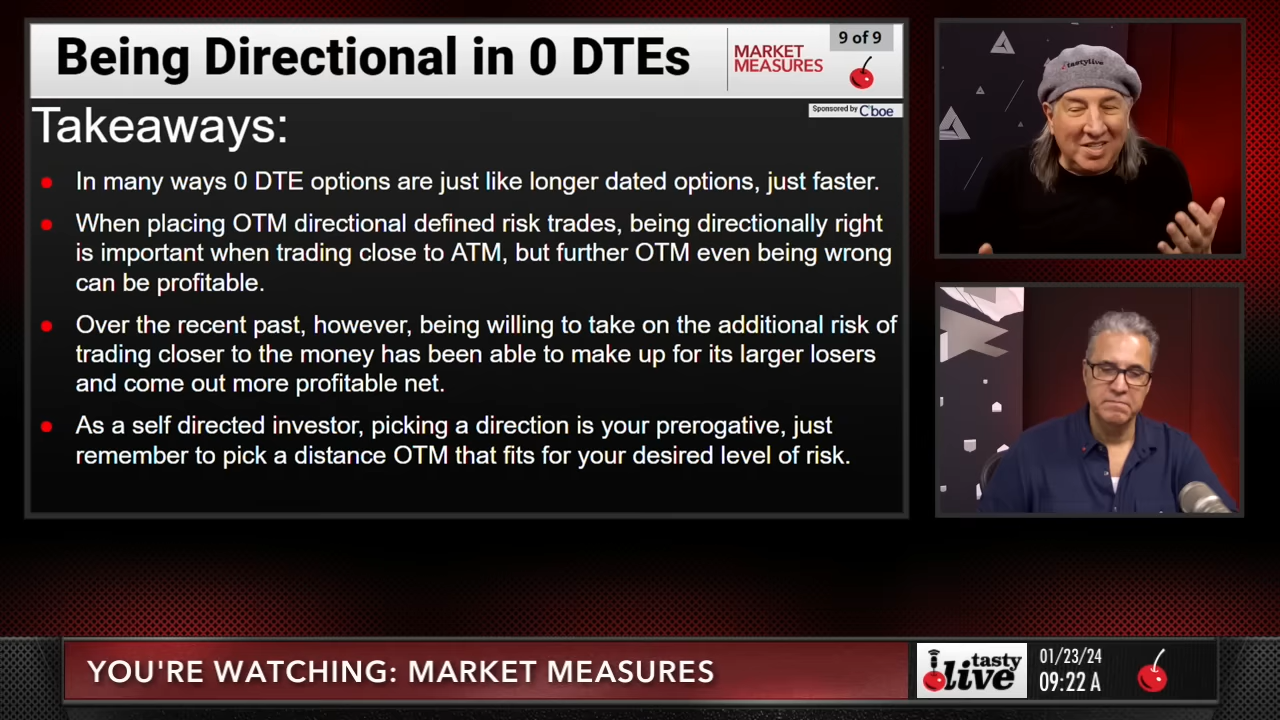 Being Directional in 0 DTEs
MARKET
MEASURES
9 of 9
Sponsored by Cboe
Takeaways:
In many ways 0 DTE options are just like longer dated options, just faster.
When placing OTM directional defined risk trades, being directionally right
is important when trading close to ATM, but further OTM even being wrong
can be profitable.
Over the recent past, however, being willing to take on the additional risk of
trading closer to the money has been able to make up for its larger losers
and come out more profitable net.
As a self directed investor, picking a direction is your prerogative, just
remember to pick a distance OTM that fits for your desired level of risk.
tastylive
YOU'RE WATCHING: MARKET MEASURES
tasty
live
01/23/24
09:22 A